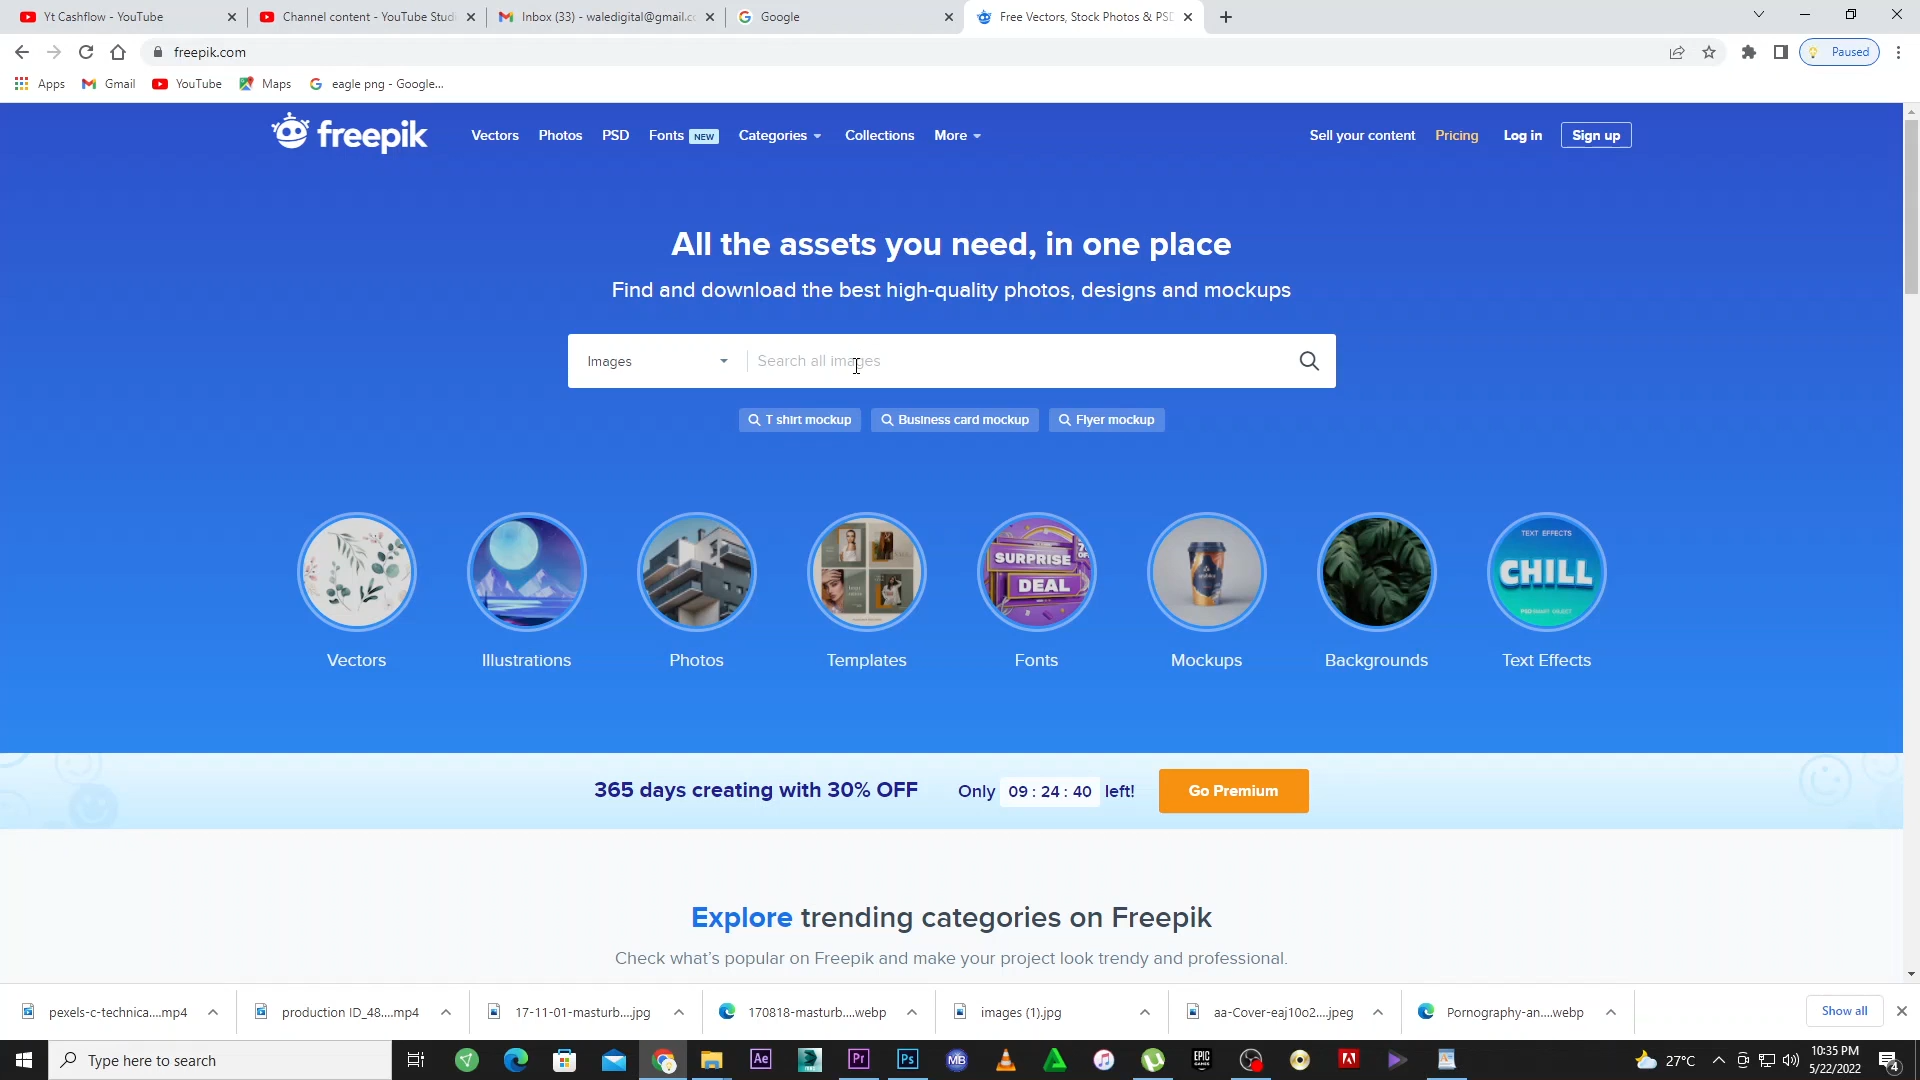 Yt Cashflow - YouTube
Channel content - YouTube Studi
Inbox (33) - waledigital@gmail.c
Google
Free Vectors, Stock Photos & PSD
freepik.com
Paused
Apps
Gmail
YouTube
Maps
eagle png - Google...
freepik
Vectors
Photos
PSD
Fonts NEW
Categories
Collections
More
Sell your content
Pricing
Log in
Sign up
All the assets you need, in one place
Find and download the best high-quality photos, designs and mockups
Images
Search all images
T shirt mockup
Business card mockup
Flyer mockup
SURPRISE
DEAL
TEXT EFFECTS
CHILL
Vectors
Illustrations
Photos
Templates
Fonts
Mockups
Backgrounds
Text Effects
365 days creating with 30% OFF
Only 09 : 24 : 40 left!
Go Premium
Explore trending categories on Freepik
Check what's popular on Freepik and make your project look trendy and professional.
pexels-c-technica....mp4
production ID_48....mp4
17-11-01-masturb....jpg
170818-masturb....webp
images (1).jpg
aa-Cover-eaj10o2....jpeg
Pornography-an....webp
Show all
Type here to search
Ae
Pr
Ps
MB
EPIC
GAMES
27°C
10:35 PM
5/22/2022
4